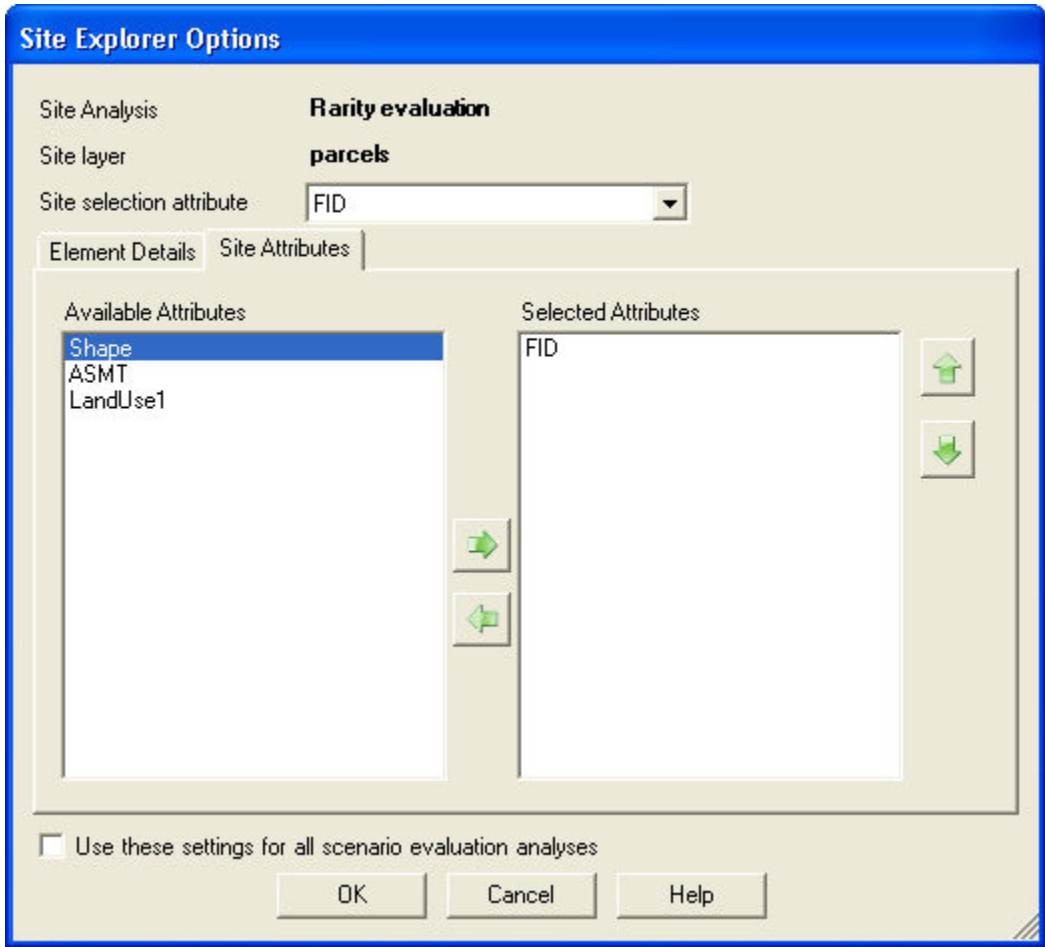 Site Explorer Options
Site Analysis Rarity evaluation
Site layer parcels
Site selection attribute FID
Element Details Site Attributes
Available Attributes Selected Attributes
Shape FID
ASMT
LandUse1
Use these settings for all scenario evaluation analyses
OK Cancel Help